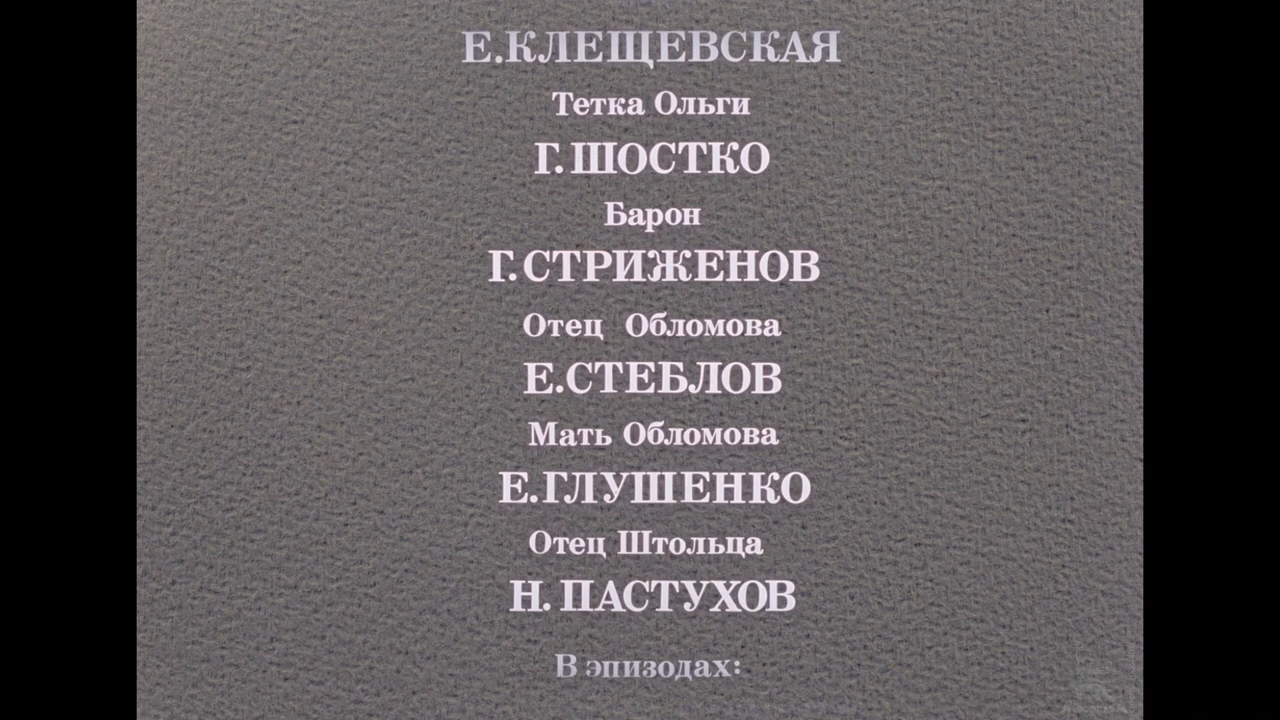 Е.КЛЕЩЕВСКАЯ
Тетка Ольги
Г.ШОСТКО
Барон
Г.СТРИЖЕНОВ
Отец Обломова
Е.СТЕБЛОВ
Мать Обломова
Е.ГЛУШЕНКО
Отец Штольца
Н.ПАСТУХОВ
В эпизодах: